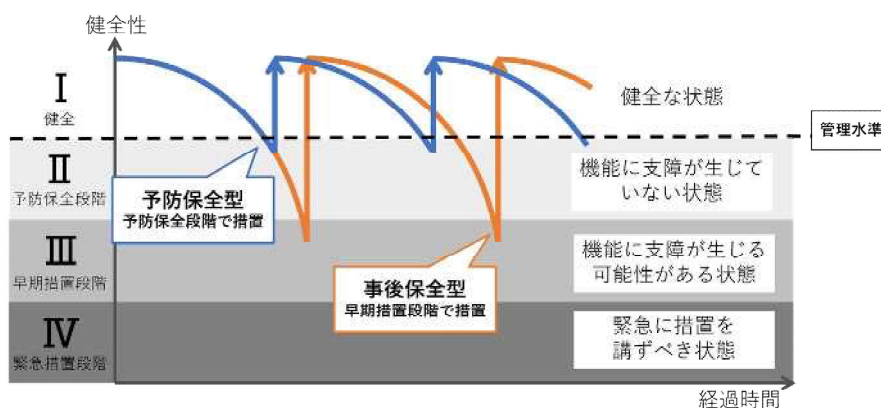 健全性
Ⅰ
健全
健全な状態
管理水準
Ⅱ
予防保全段階
予防保全型
予防保全段階で措置
機能に支障が生じて
いない状態
Ⅲ
早期措置段階
事後保全型
早期措置段階で措置
機能に支障が生じる
可能性がある状態
Ⅳ
緊急措置段階
緊急に措置を
講ずべき状態
経過時間